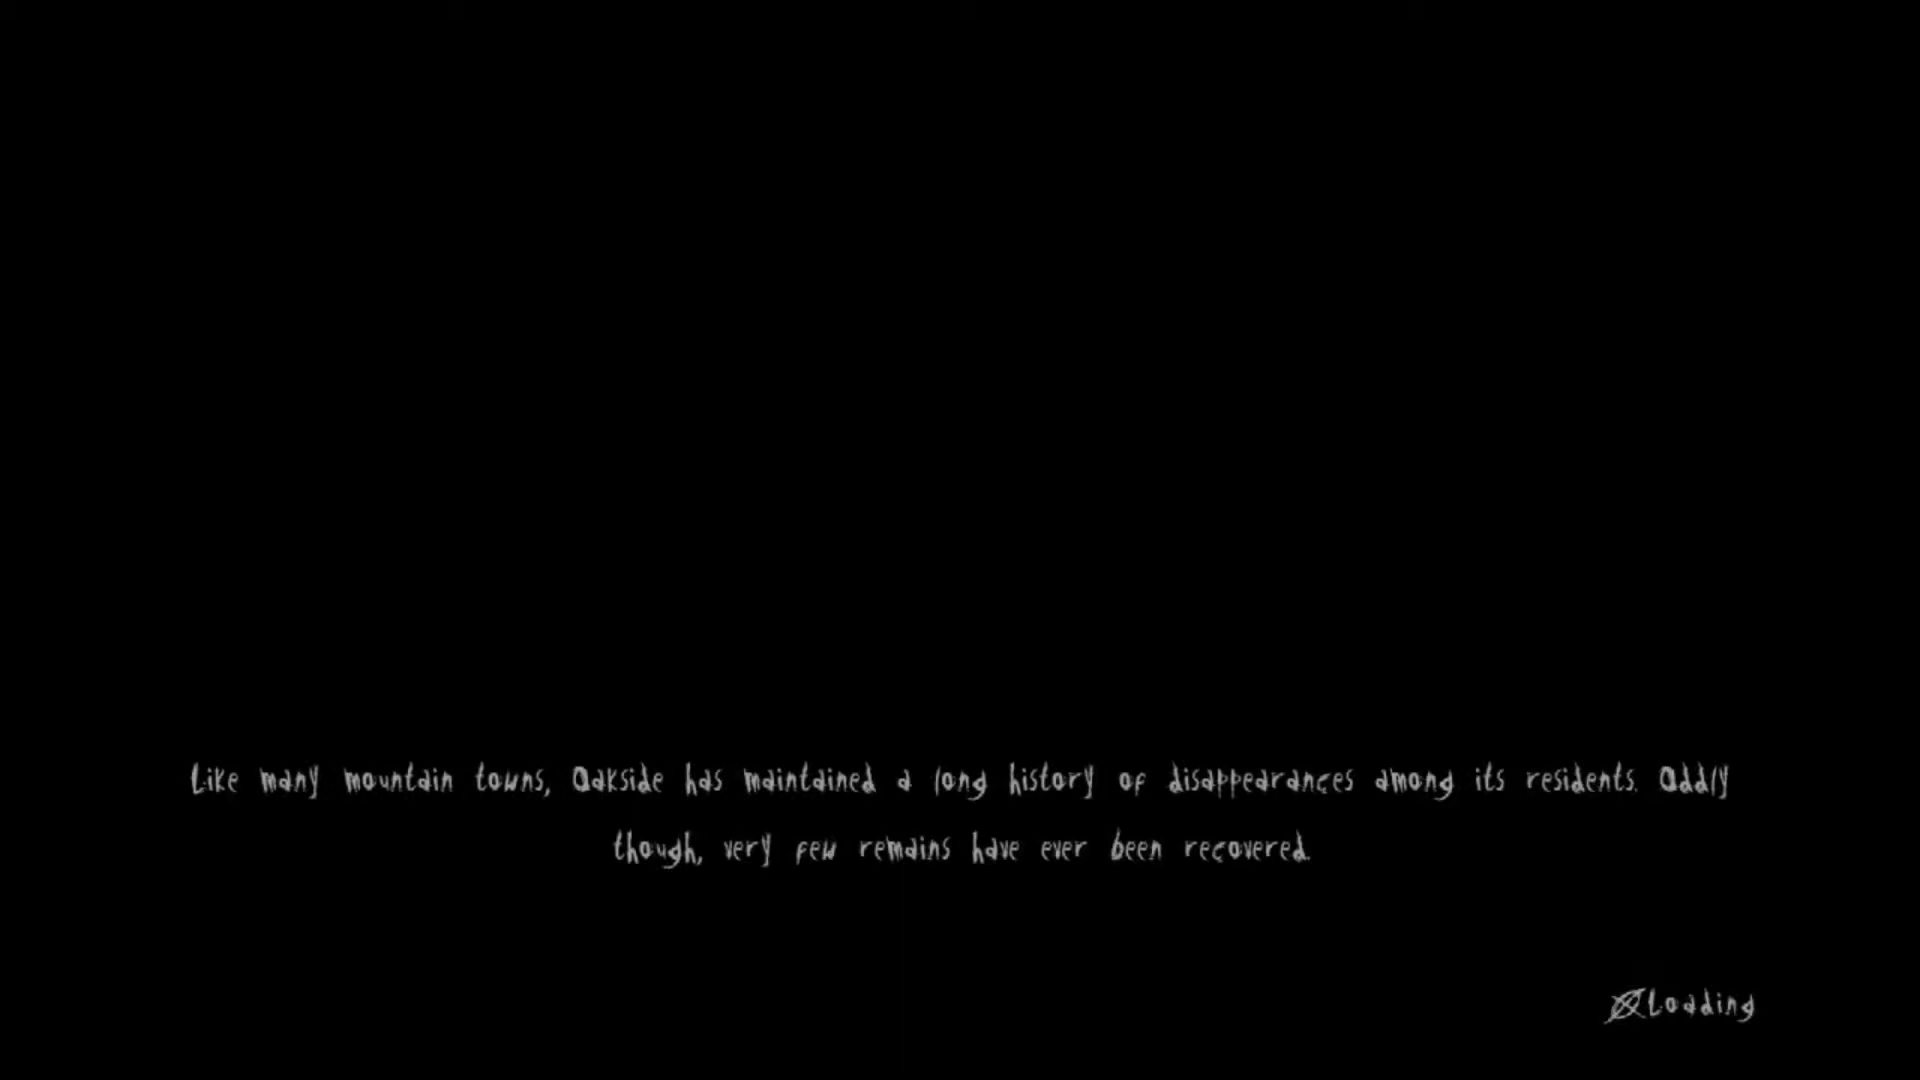 Like many mountain towns, Oakside has maintained a long history of disappearances among its residents. Oddly
though, very few remains have ever been recovered.
Loading